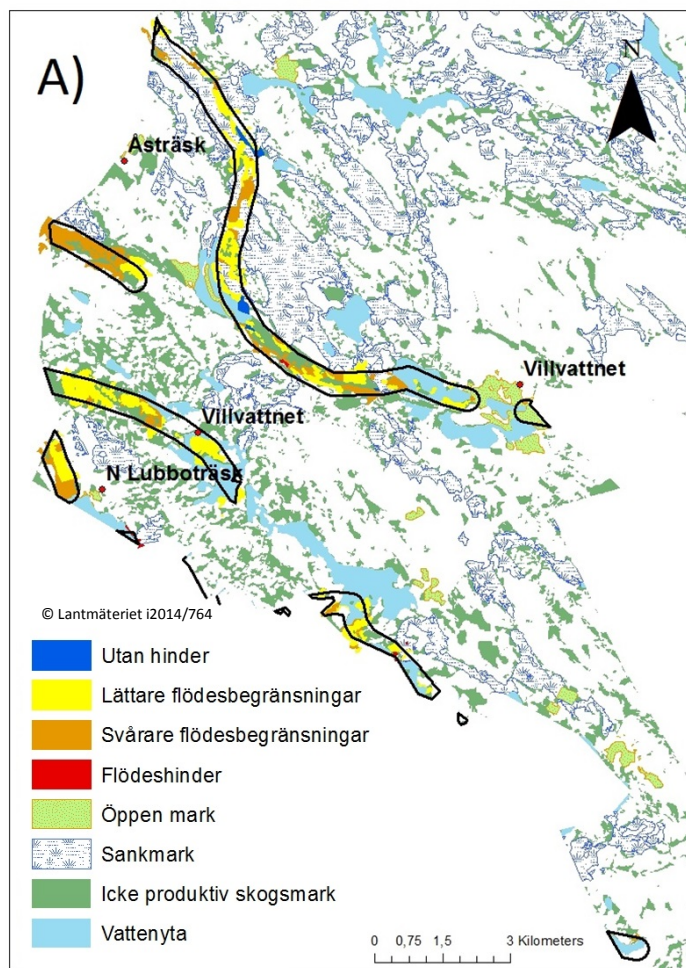 A)
N
Åsträsk
Villvattnet
Villvattnet
N Lubboträsk
© Lantmäteriet i2014/764
Utan hinder
Lättare flödesbegränsningar
Svårare flödesbegränsningar
Flödeshinder
Öppen mark
Sankmark
Icke produktiv skogsmark
Vattenyta
0 0,75 1,5 3 Kilometers